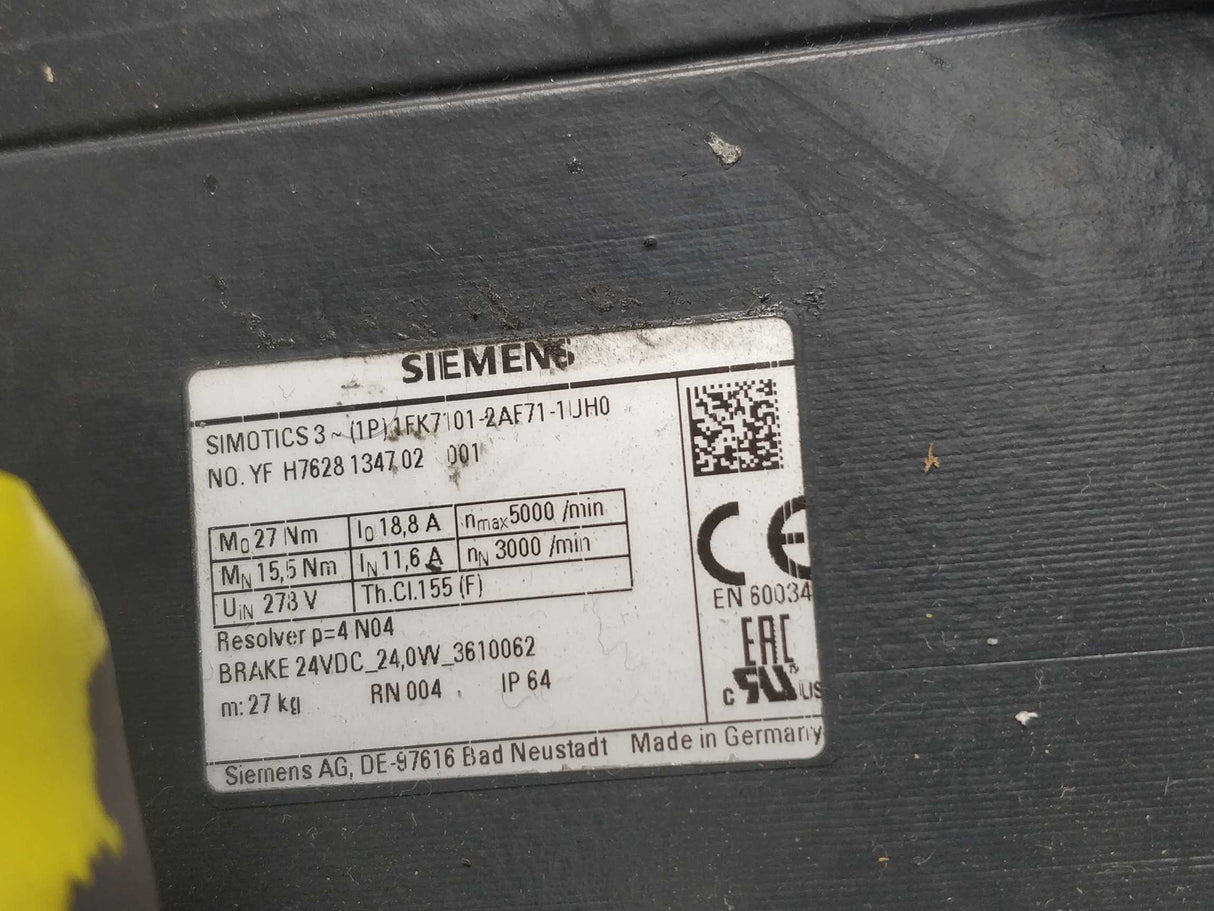 SIEMENS
SIMOTICS 3 ~ (1P) 1FK7101-2AF71-1UH0
NO. YF H76281347 02 001
M0 27 Nm I0 18,8 A nmax 5000 /min
MN 15,5 Nm IN 11,6 A nN 3000 /min
UIN 278 V Th.Cl.155 (F)
Resolver p=4 N04
BRAKE 24VDC_24,0W_3610062
m: 27 kg RN 004 IP 64
CE
EN 60034
EAC
c RU US
Siemens AG, DE-97616 Bad Neustadt Made in Germany